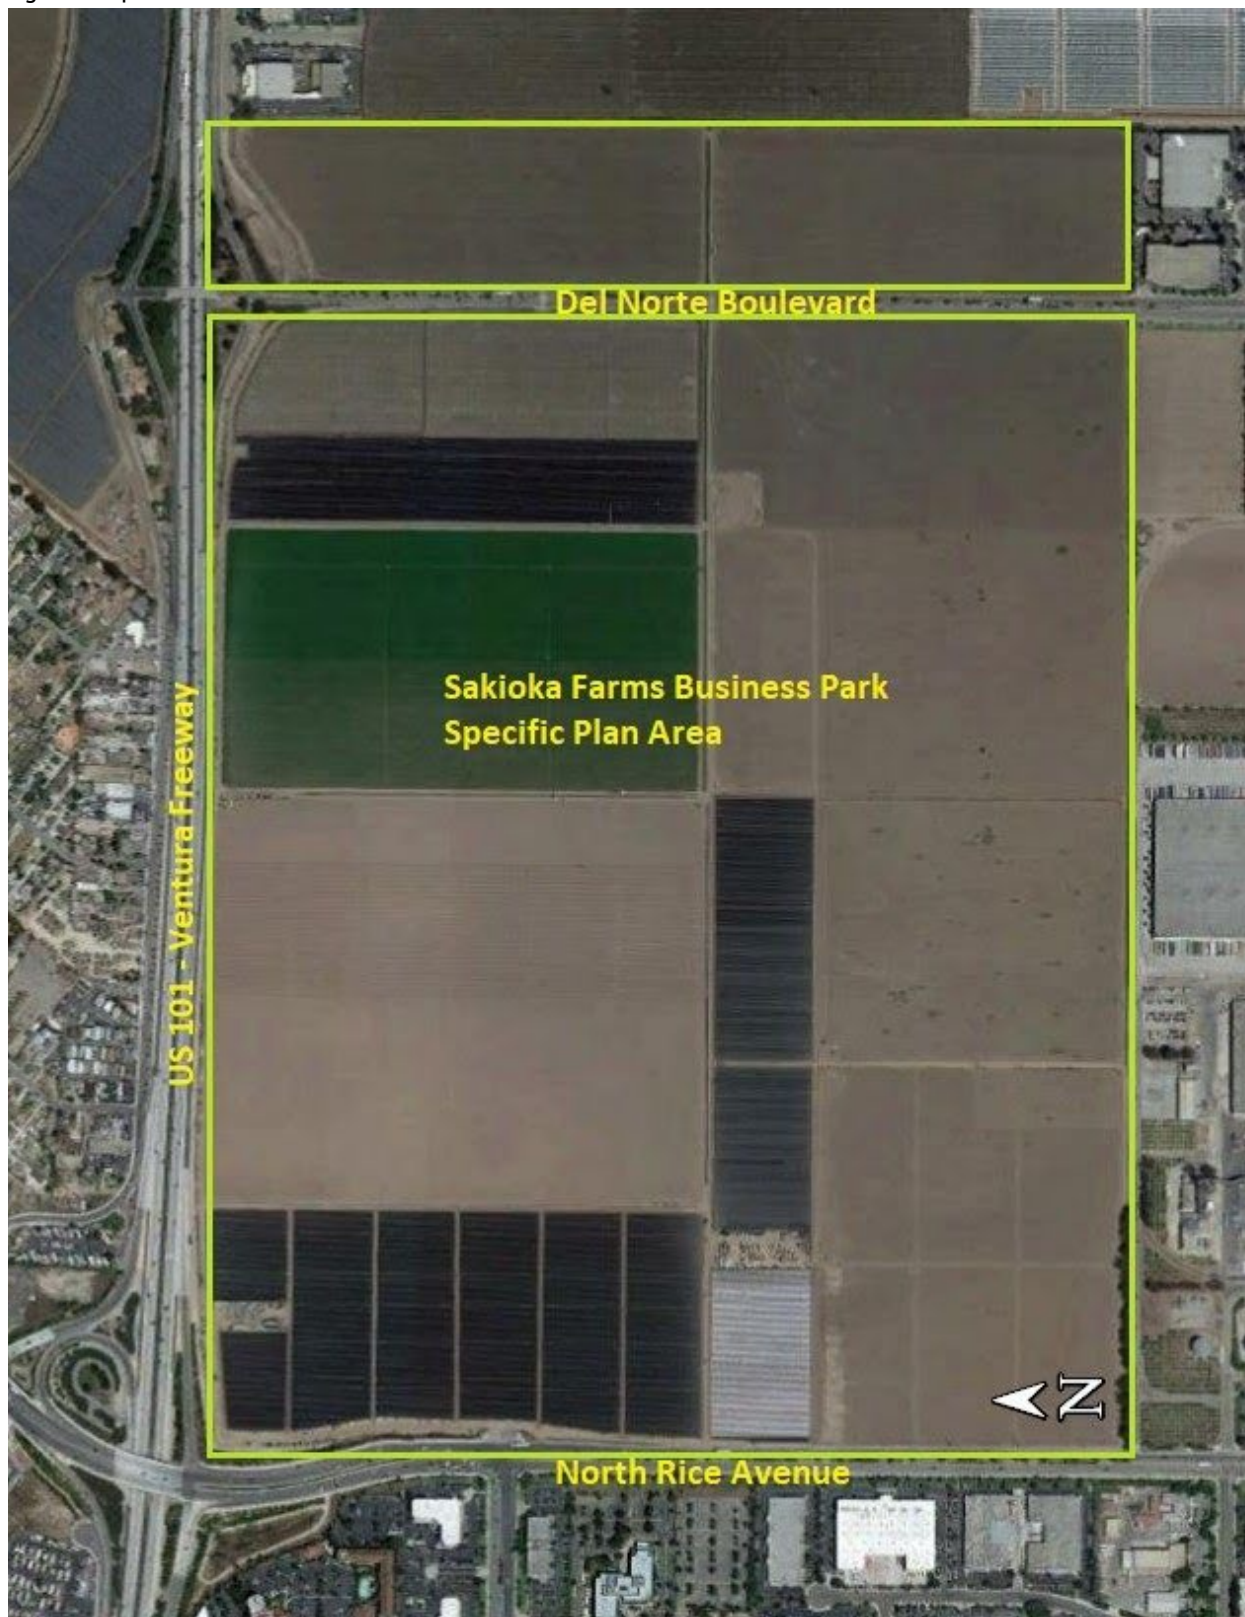 Del Norte Boulevard
Sakioka Farms Business Park
Specific Plan Area
US 101 - Ventura Freeway
N
North Rice Avenue